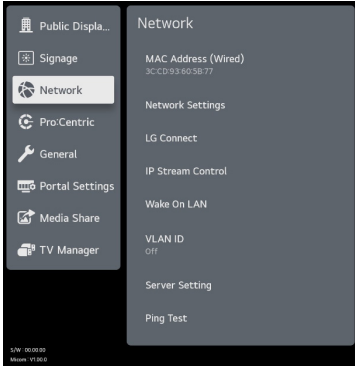 Public Displa...
Signage
Network
Pro:Centric
General
Portal Settings
Media Share
TV Manager
Network
MAC Address (Wired)
3C:CD:93:60:5B:77
Network Settings
LG Connect
IP Stream Control
Wake On LAN
VLAN ID
Off
Server Setting
Ping Test
S/W : 00.00.00
Micom : V1.00.0